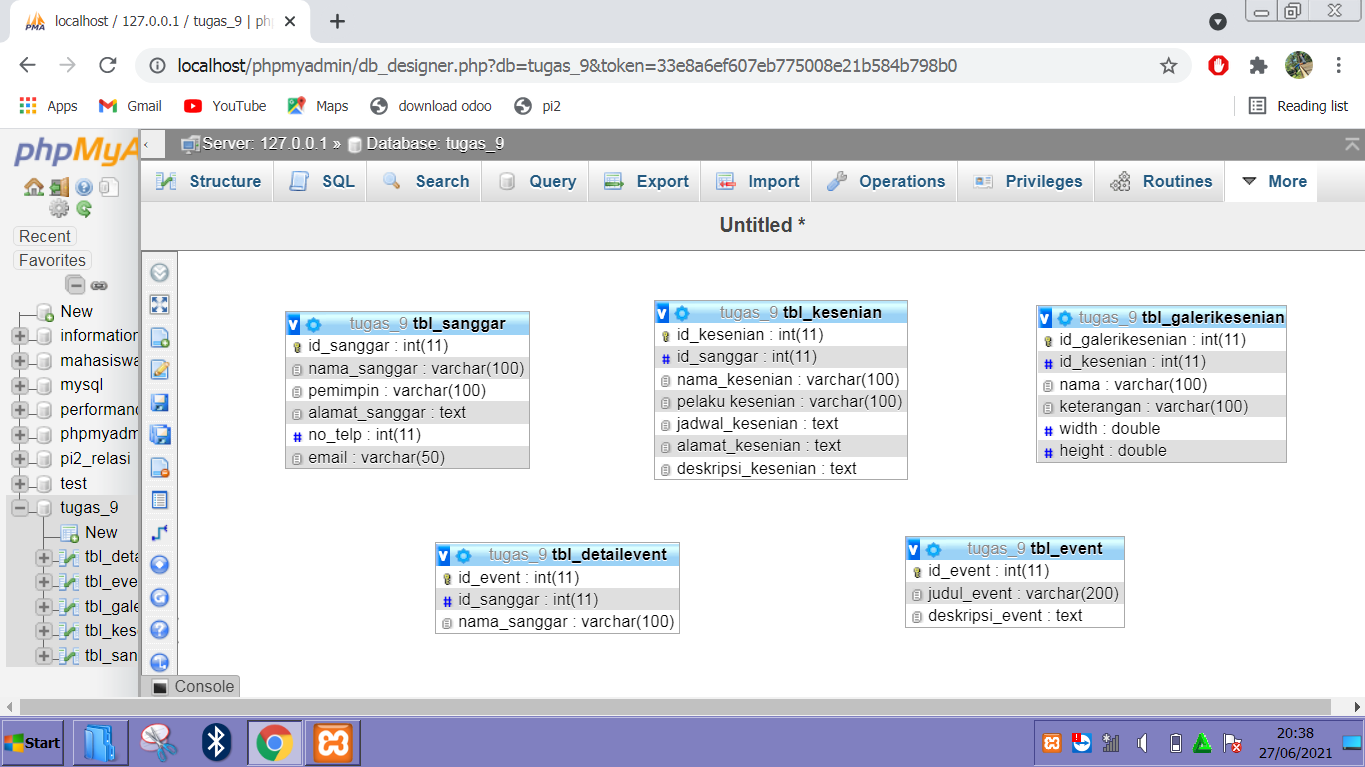 localhost / 127.0.0.1 / tugas_9 | ph
localhost/phpmyadmin/db_designer.php?db=tugas_9&token=33e8a6ef607eb775008e21b584b798b0
Apps Gmail YouTube Maps download odoo pi2 Reading list
phpMyA
Recent
Favorites
New
information
mahasiswa
mysql
performanc
phpmyadm
pi2_relasi
test
tugas_9
New
tbl_deta
tbl_eve
tbl_gale
tbl_kes
tbl_san
Server: 127.0.0.1 » Database: tugas_9
Structure SQL Search Query Export Import Operations Privileges Routines More
Untitled *
v tugas_9 tbl_sanggar
id_sanggar : int(11)
nama_sanggar : varchar(100)
pemimpin : varchar(100)
alamat_sanggar : text
# no_telp : int(11)
email : varchar(50)
v tugas_9 tbl_kesenian
id_kesenian : int(11)
# id_sanggar : int(11)
nama_kesenian : varchar(100)
pelaku kesenian : varchar(100)
jadwal_kesenian : text
alamat_kesenian : text
deskripsi_kesenian : text
v tugas_9 tbl_galerikesenian
id_galerikesenian : int(11)
# id_kesenian : int(11)
nama : varchar(100)
keterangan : varchar(100)
# width : double
# height : double
v tugas_9 tbl_detailevent
id_event : int(11)
# id_sanggar : int(11)
nama_sanggar : varchar(100)
v tugas_9 tbl_event
id_event : int(11)
judul_event : varchar(200)
deskripsi_event : text
Console
Start
20:38
27/06/2021